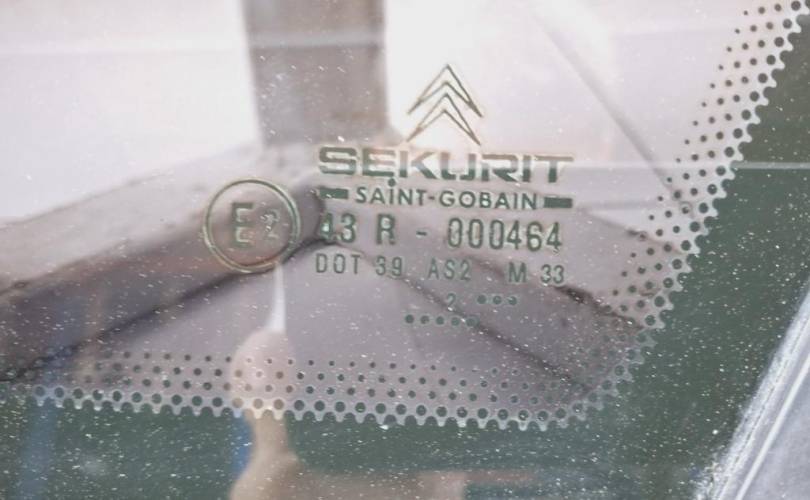 SEKURIT
SAINT-GOBAIN
E2
43 R - 000464
DOT 39 AS2 M 33
2 •••
•••••